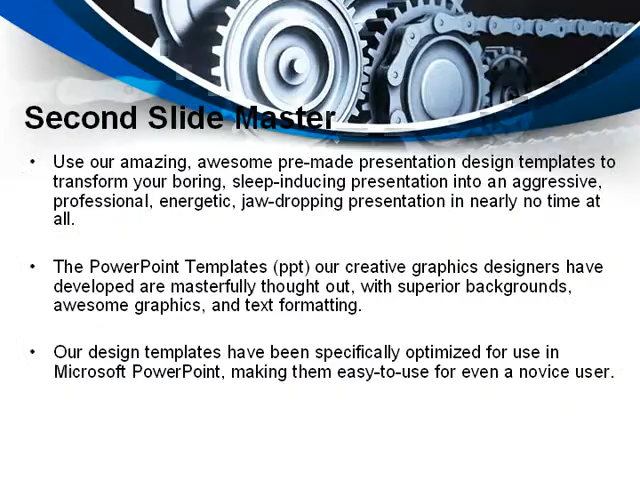 Second Slide Master
• Use our amazing, awesome pre-made presentation design templates to
transform your boring, sleep-inducing presentation into an aggressive,
professional, energetic, jaw-dropping presentation in nearly no time at
all.
• The PowerPoint Templates (ppt) our creative graphics designers have
developed are masterfully thought out, with superior backgrounds,
awesome graphics, and text formatting.
• Our design templates have been specifically optimized for use in
Microsoft PowerPoint, making them easy-to-use for even a novice user.